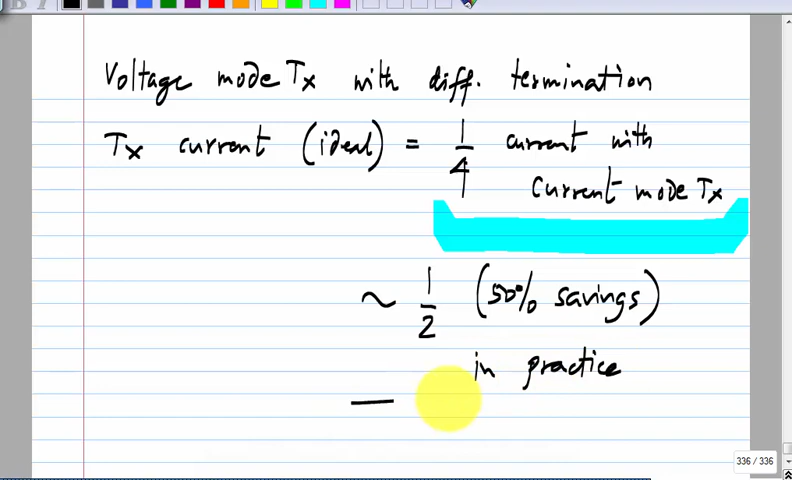 Voltage mode Tx with diff. termination
Tx current (ideal) = 1/4 current with
current mode Tx
~ 1/2 (50% savings)
in practice
—
336 / 336